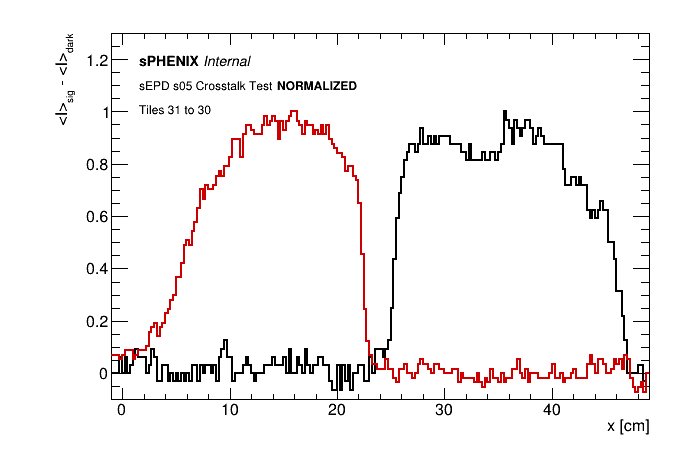 <I>sig - <I>dark
1.2
sPHENIX Internal
sEPD s05 Crosstalk Test NORMALIZED
Tiles 31 to 30
1
0.8
0.6
0.4
0.2
0
0 10 20 30 40
x [cm]